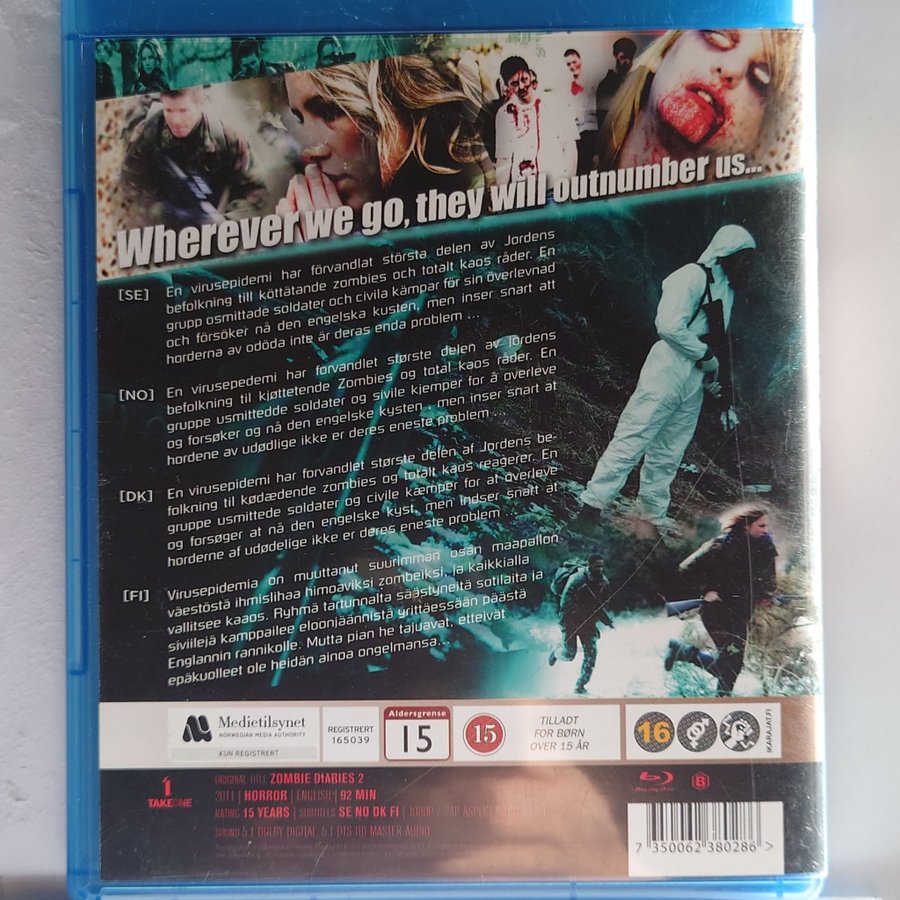 Wherever we go, they will outnumber us...
[SE] En virusepidemi har förvandlat största delen av Jordens
befolkning till köttätande zombies och totalt kaos råder. En
grupp osmittade soldater och civila kämpar för sin överlevnad
och försöker nå den engelska kusten, men inser snart att
horderna av odöda inte är deras enda problem ...
[NO] En virusepedemi har forvandlet største delen av Jordens
befolkning til kjøttetende Zombies og total kaos råder. En
gruppe usmittedde soldater og sivile kjemper for å overleve
og forsøker og nå den engelske kysten , men inser snart at
hordene av udødlige ikke er deres eneste problem ...
[DK] En virusepidemi har forvandlet største delen af Jordens be-
folkning til kødædende zombies og totalt kaos reagerer. En
gruppe usmittede soldater og civile kæmper for at overleve
og forsøger at nå den engelske kyst, men indser snart at
horderne af udødelige ikke er deres eneste problem ...
[FI] Virusepidemia on muuttanut suurimman osan maapallon
väestöstä ihmislihaa himoaviksi zombeiksi, ja kaikkialla
vallitsee kaaos. Ryhmä tartunnalta säästyneitä sotilaita ja
siviilejä kamppailee eloonjäännistä yrittäessään päästä
Englannin rannikolle. Mutta pian he tajuavat, etteivät
epäkuolleet ole heidän ainoa ongelmansa...
Medietilsynet
NORWEGIAN MEDIA AUTHORITY
KUN REGISTRERT
REGISTRERT
165039
Aldersgrense
15
15
TILLADT
FOR BØRN
OVER 15 ÅR
16
IKARAJAT.FI
1
TAKEONE
ORIGINAL TITLE ZOMBIE DIARIES 2
2011 | HORROR | ENGLISH | 92 MIN
RATING 15 YEARS | SUBTITLES SE NO DK FI | 1080P / 24P ASPECT
SOUND 5.1 DOLBY DIGITAL, 5.1 DTS HD MASTER AUDIO
Blu-ray Disc
B
7 350062 380286 >